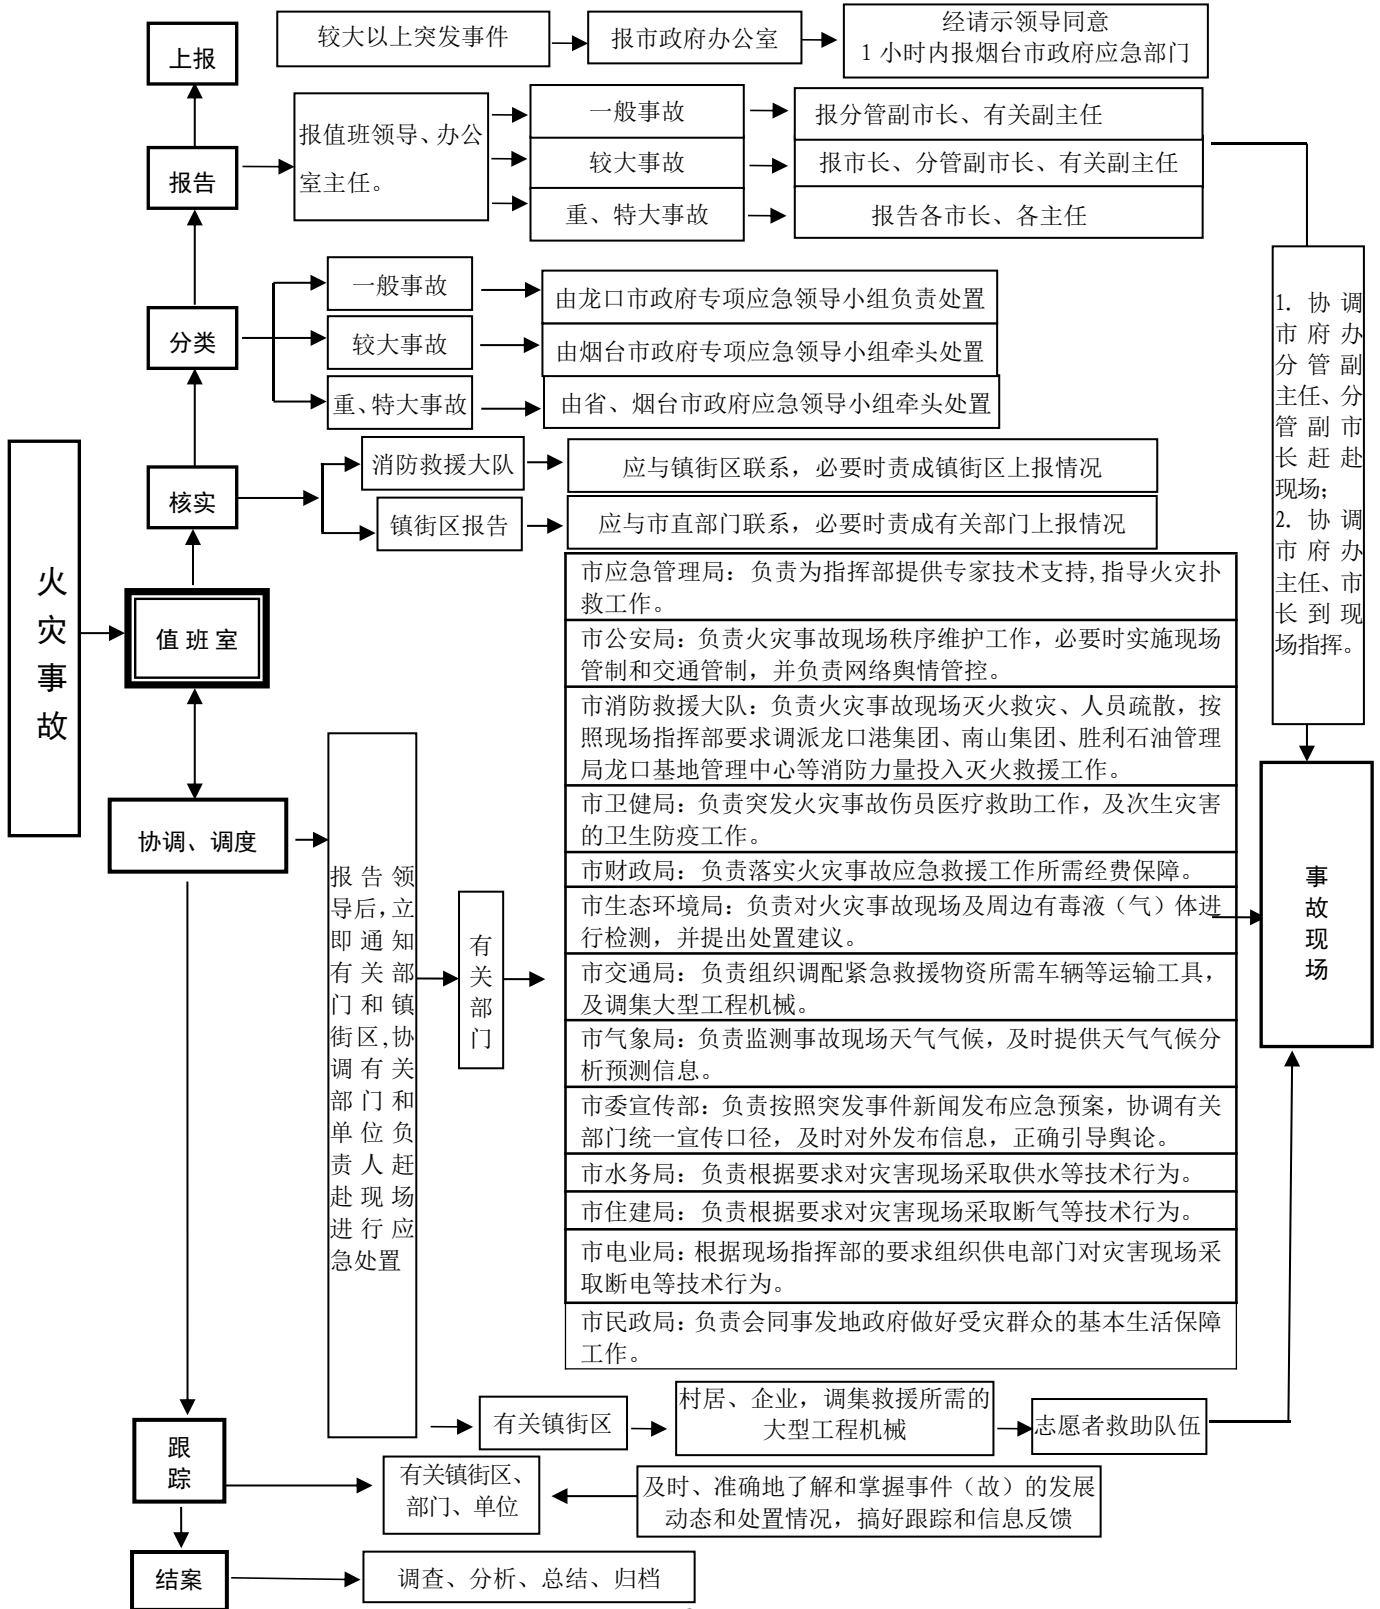 较大以上突发事件
报市政府办公室
经请示领导同意
1 小时内报烟台市政府应急部门
上报
报值班领导、办公
室主任。
一般事故
报分管副市长、有关副主任
较大事故
报市长、分管副市长、有关副主任
重、特大事故
报告各市长、各主任
报告
一般事故
由龙口市政府专项应急领导小组负责处置
分类
较大事故
由烟台市政府专项应急领导小组牵头处置
重、特大事故
由省、烟台市政府应急领导小组牵头处置
1. 协调
市府办
分管副
主任、分
管副市
长赶赴
现场；
2. 协调
市府办
主任、市
长到现
场指挥。
消防救援大队
应与镇街区联系，必要时责成镇街区上报情况
核实
镇街区报告
应与市直部门联系，必要时责成有关部门上报情况
火
灾
事
故
值班室
协调、调度
报告领
导后，立
即通知
有关部
门和镇
街区,协
调有关
部门和
单位负
责人赶
赴现场
进行应
急处置
有
关
部
门
市应急管理局：负责为指挥部提供专家技术支持,指导火灾扑
救工作。
市公安局：负责火灾事故现场秩序维护工作，必要时实施现场
管制和交通管制，并负责网络舆情管控。
市消防救援大队：负责火灾事故现场灭火救灾、人员疏散，按
照现场指挥部要求调派龙口港集团、南山集团、胜利石油管理
局龙口基地管理中心等消防力量投入灭火救援工作。
市卫健局：负责突发火灾事故伤员医疗救助工作，及次生灾害
的卫生防疫工作。
市财政局：负责落实火灾事故应急救援工作所需经费保障。
市生态环境局：负责对火灾事故现场及周边有毒液（气）体进
行检测，并提出处置建议。
市交通局：负责组织调配紧急救援物资所需车辆等运输工具，
及调集大型工程机械。
市气象局：负责监测事故现场天气气候，及时提供天气气候分
析预测信息。
市委宣传部：负责按照突发事件新闻发布应急预案，协调有关
部门统一宣传口径，及时对外发布信息，正确引导舆论。
市水务局：负责根据要求对灾害现场采取供水等技术行为。
市住建局：负责根据要求对灾害现场采取断气等技术行为。
市电业局：根据现场指挥部的要求组织供电部门对灾害现场采
取断电等技术行为。
市民政局：负责会同事发地政府做好受灾群众的基本生活保障
工作。
事
故
现
场
有关镇街区
村居、企业，调集救援所需的
大型工程机械
志愿者救助队伍
跟
踪
有关镇街区、
部门、单位
及时、准确地了解和掌握事件（故）的发展
动态和处置情况，搞好跟踪和信息反馈
结案
调查、分析、总结、归档